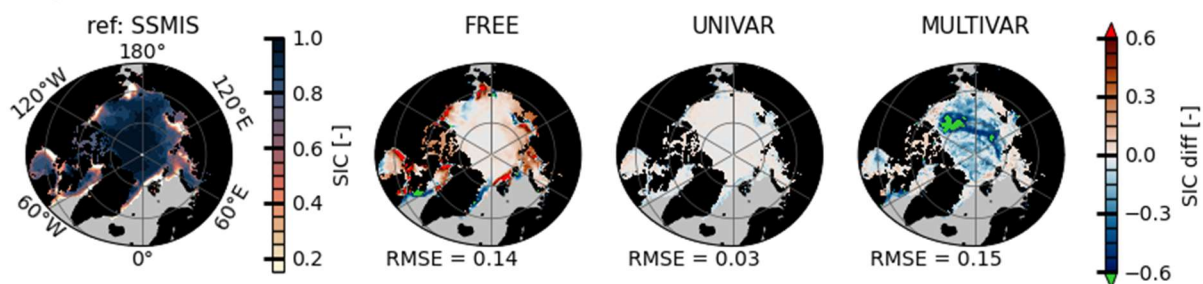 ref: SSMIS
180°
120°W
120°E
60°W
60°E
0°
1.0
0.8
0.6
0.4
0.2
SIC [-]
FREE
RMSE = 0.14
UNIVAR
RMSE = 0.03
MULTIVAR
RMSE = 0.15
0.6
0.3
0.0
−0.3
−0.6
SIC diff [-]